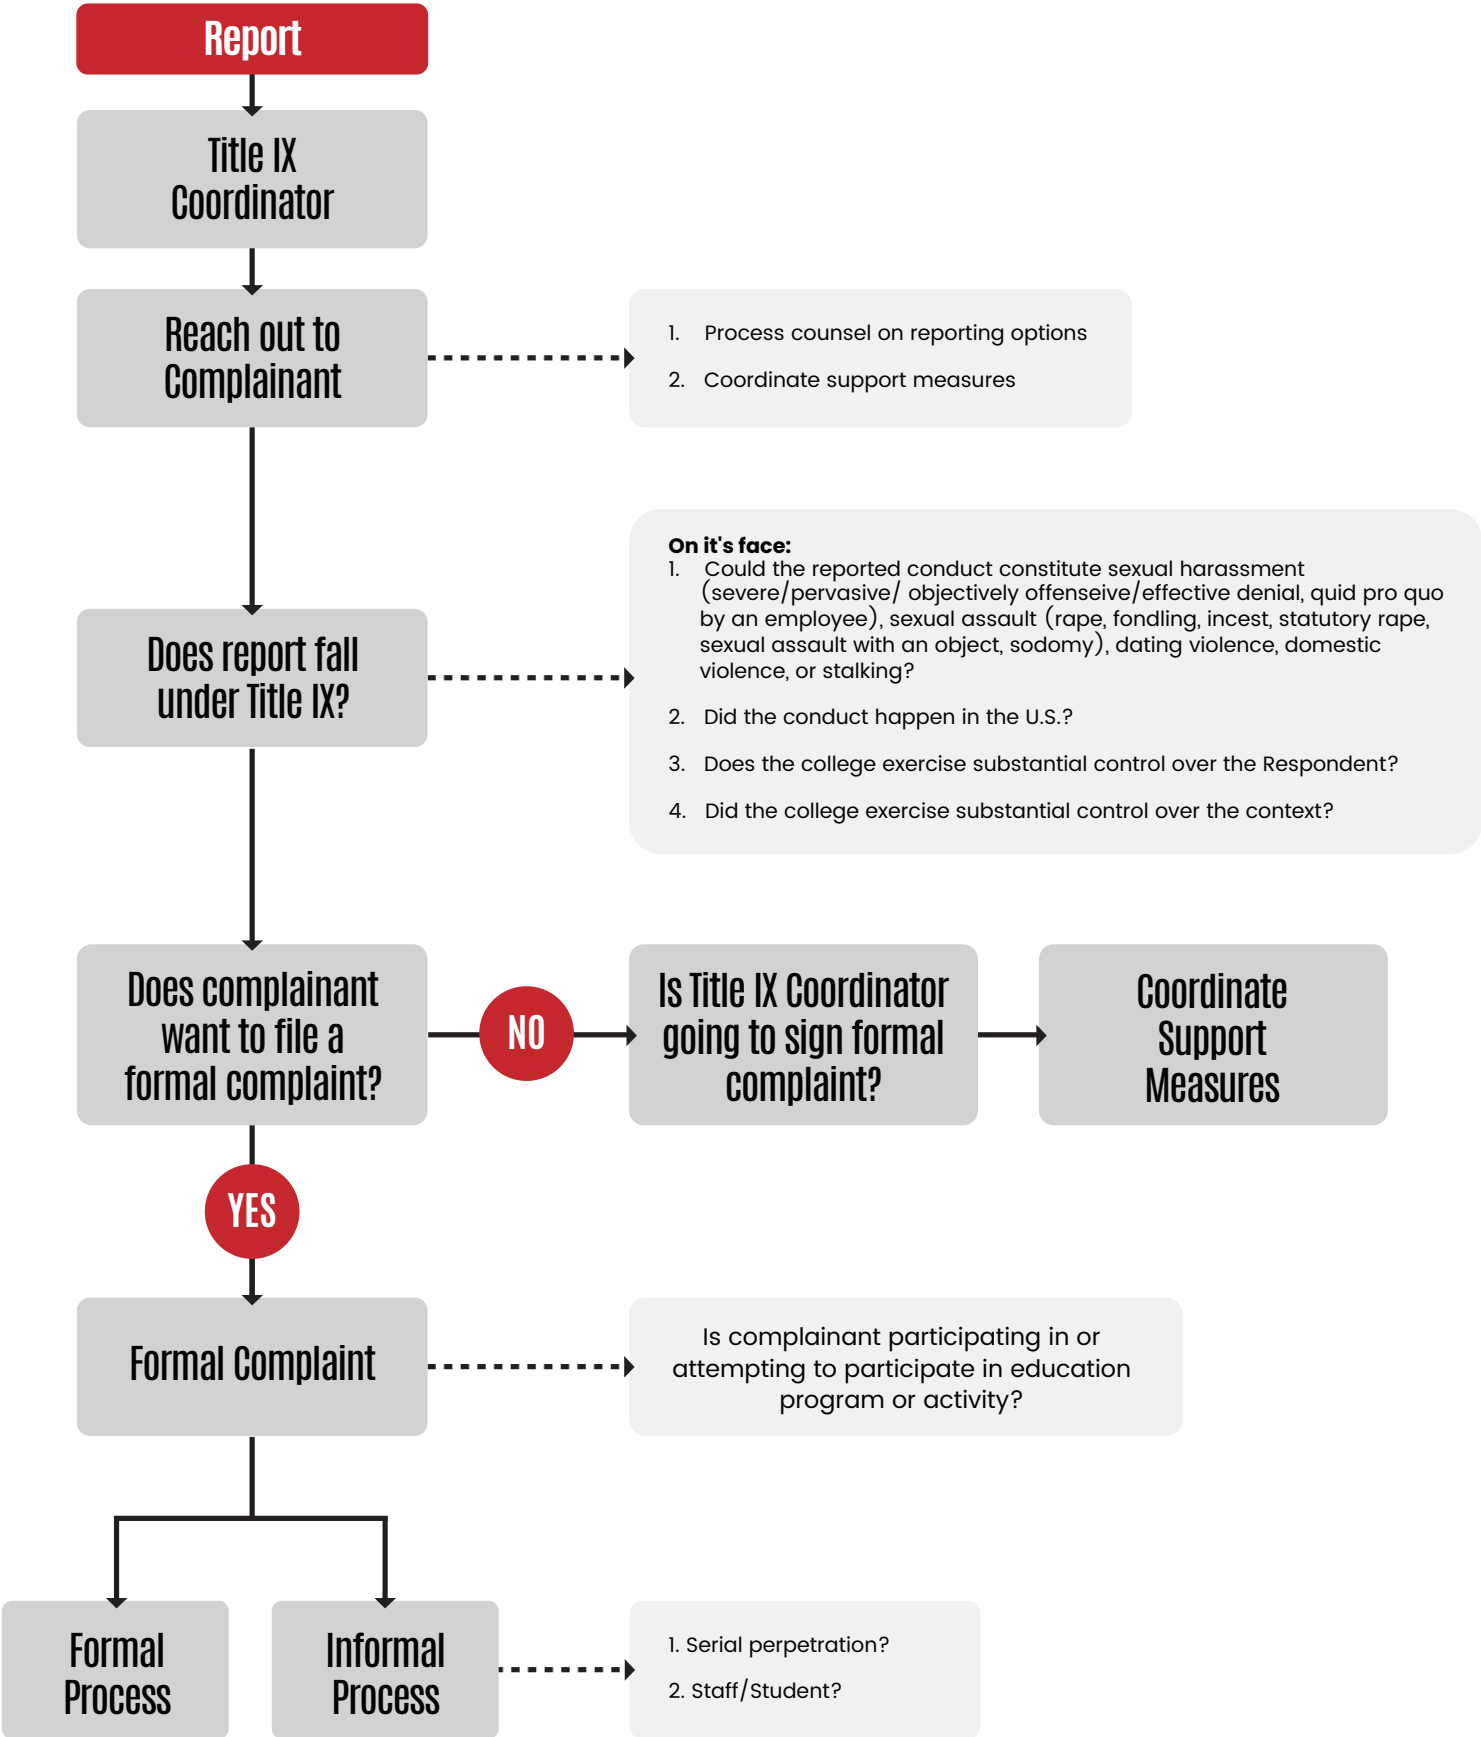 Report
Title IX
Coordinator
Reach out to
Complainant
1. Process counsel on reporting options
2. Coordinate support measures
Does report fall
under Title IX?
On it's face:
1. Could the reported conduct constitute sexual harassment
(severe/pervasive/ objectively offenseive/effective denial, quid pro quo
by an employee), sexual assault (rape, fondling, incest, statutory rape,
sexual assault with an object, sodomy), dating violence, domestic
violence, or stalking?
2. Did the conduct happen in the U.S.?
3. Does the college exercise substantial control over the Respondent?
4. Did the college exercise substantial control over the context?
Does complainant
want to file a
formal complaint?
NO
Is Title IX Coordinator
going to sign formal
complaint?
Coordinate
Support
Measures
YES
Formal Complaint
Is complainant participating in or
attempting to participate in education
program or activity?
Formal
Process
Informal
Process
1. Serial perpetration?
2. Staff/Student?